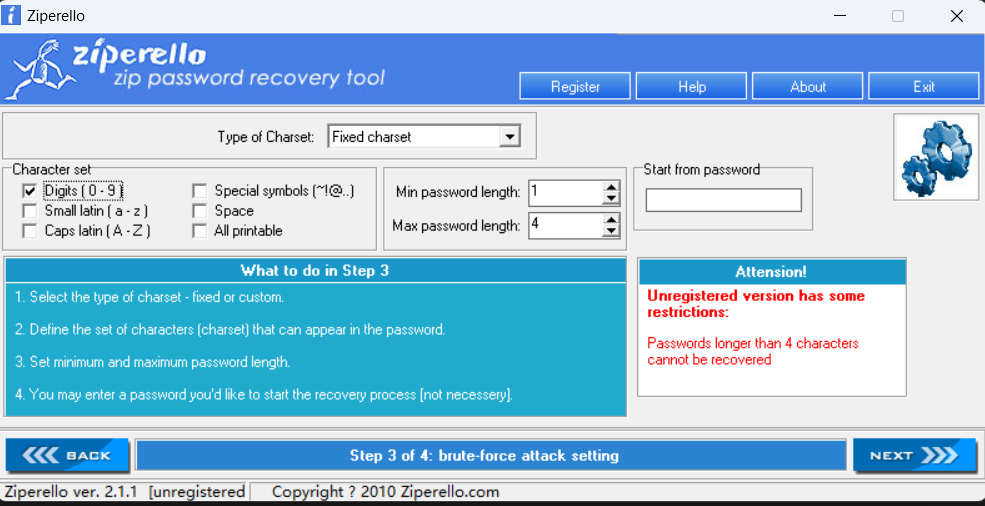 Ziperello
ziperello
zip password recovery tool
Register
Help
About
Exit
Type of Charset:
Fixed charset
Character set
Digits ( 0 - 9 )
Special symbols (~!@..)
Small latin ( a - z )
Space
Caps latin ( A - Z )
All printable
Min password length:
1
Max password length:
4
Start from password
What to do in Step 3
1. Select the type of charset - fixed or custom.
2. Define the set of characters (charset) that can appear in the password.
3. Set minimum and maximum password length.
4. You may enter a password you'd like to start the recovery process [not necessery].
Attension!
Unregistered version has some
restrictions:
Passwords longer than 4 characters
cannot be recovered
BACK
Step 3 of 4: brute-force attack setting
NEXT
Ziperello ver. 2.1.1 [unregistered
Copyright ? 2010 Ziperello.com